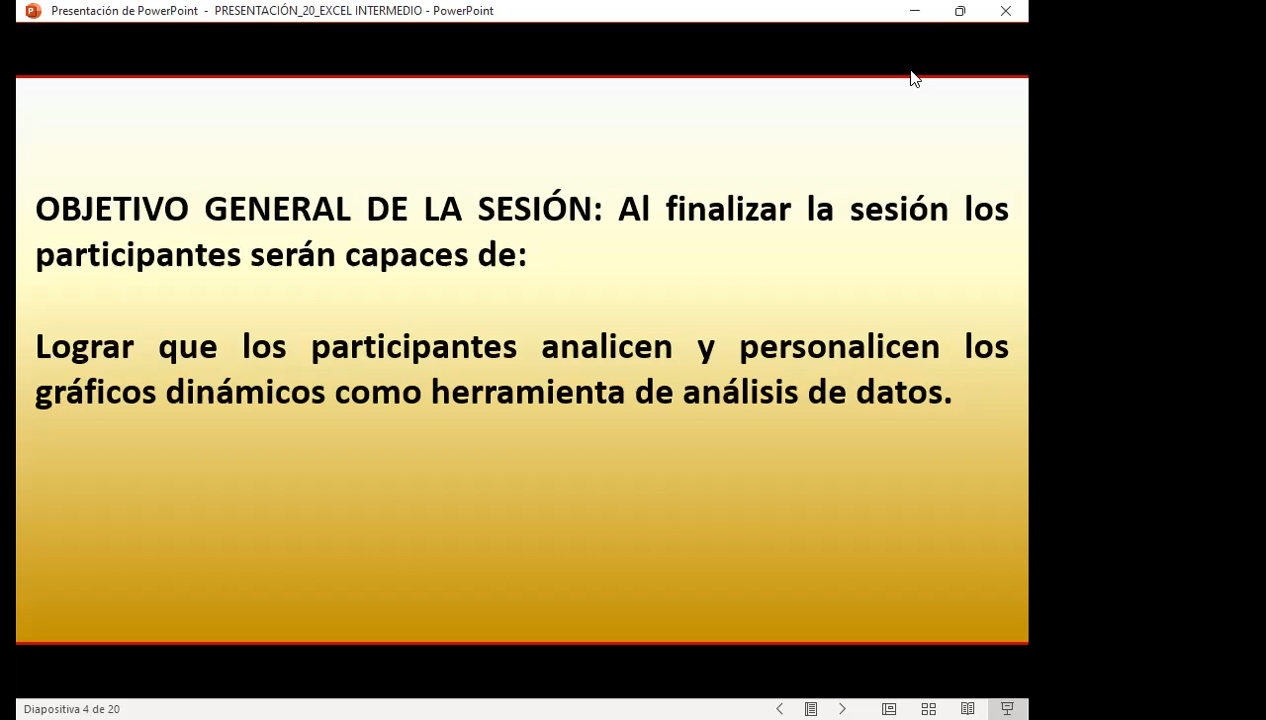 Presentación de PowerPoint - PRESENTACIÓN_20_EXCEL INTERMEDIO - PowerPoint
OBJETIVO GENERAL DE LA SESIÓN: Al finalizar la sesión los
participantes serán capaces de:
Lograr que los participantes analicen y personalicen los
gráficos dinámicos como herramienta de análisis de datos.
Diapositiva 4 de 20